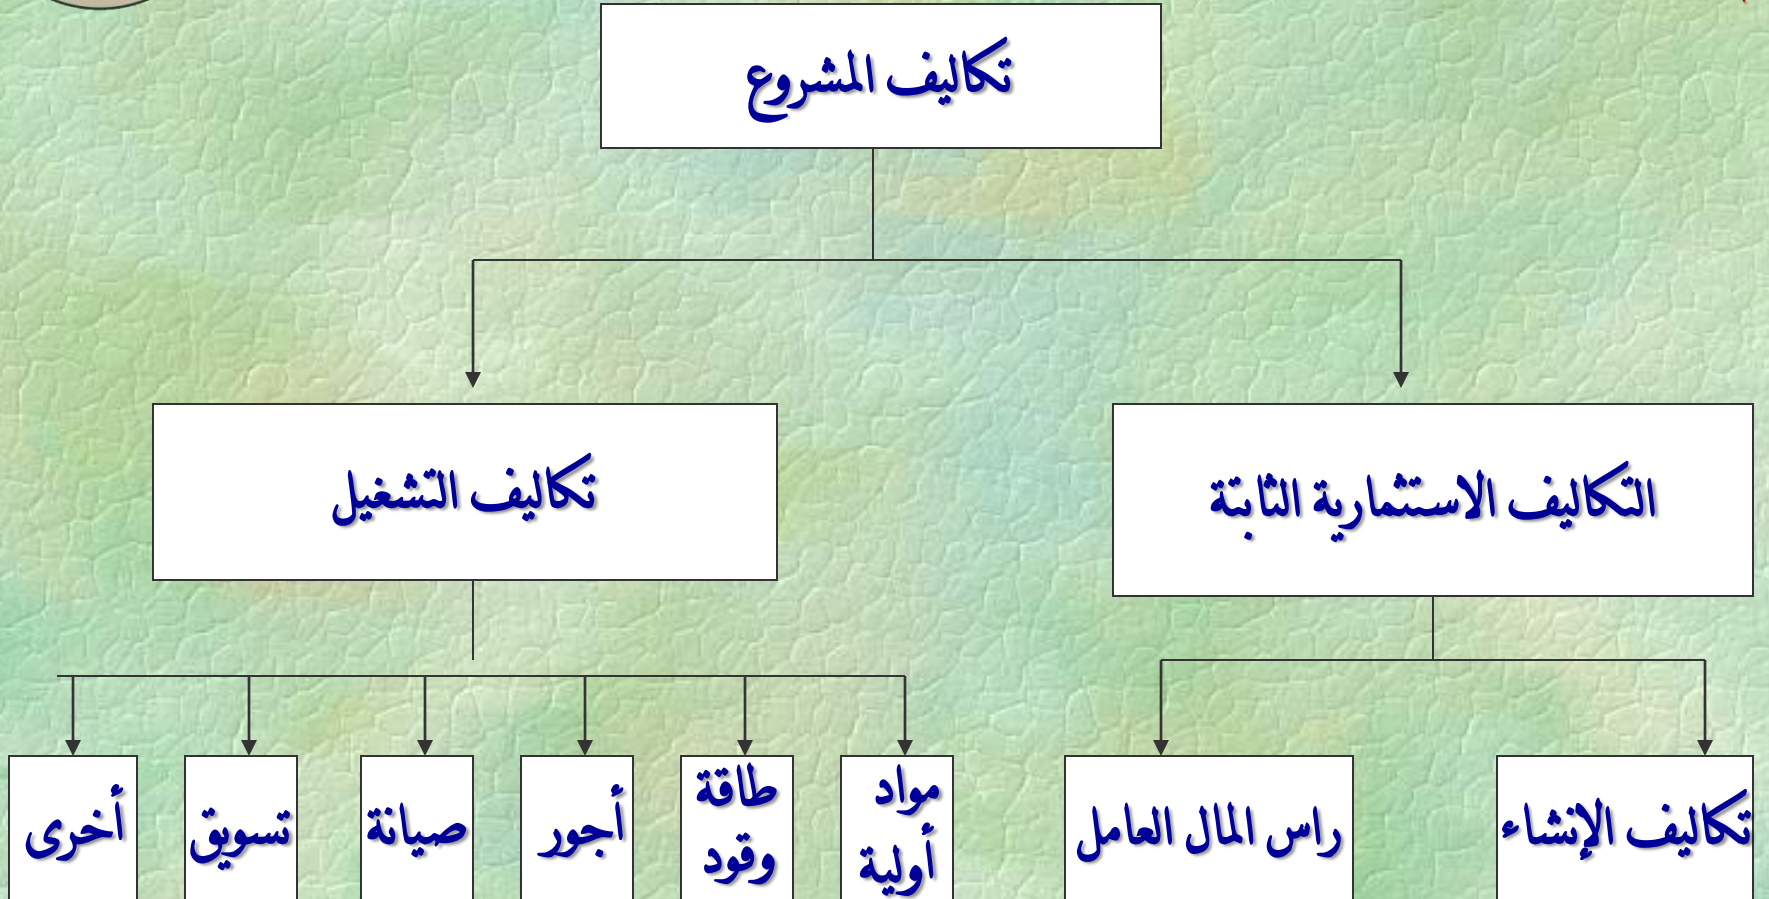 تكاليف المشروع
التكاليف الاستثمارية الثابتة
تكاليف التشغيل
تكاليف الإنشاء
راس المال العامل
مواد
أولية
طاقة
وقود
أجور
صيانة
تسويق
أخرى